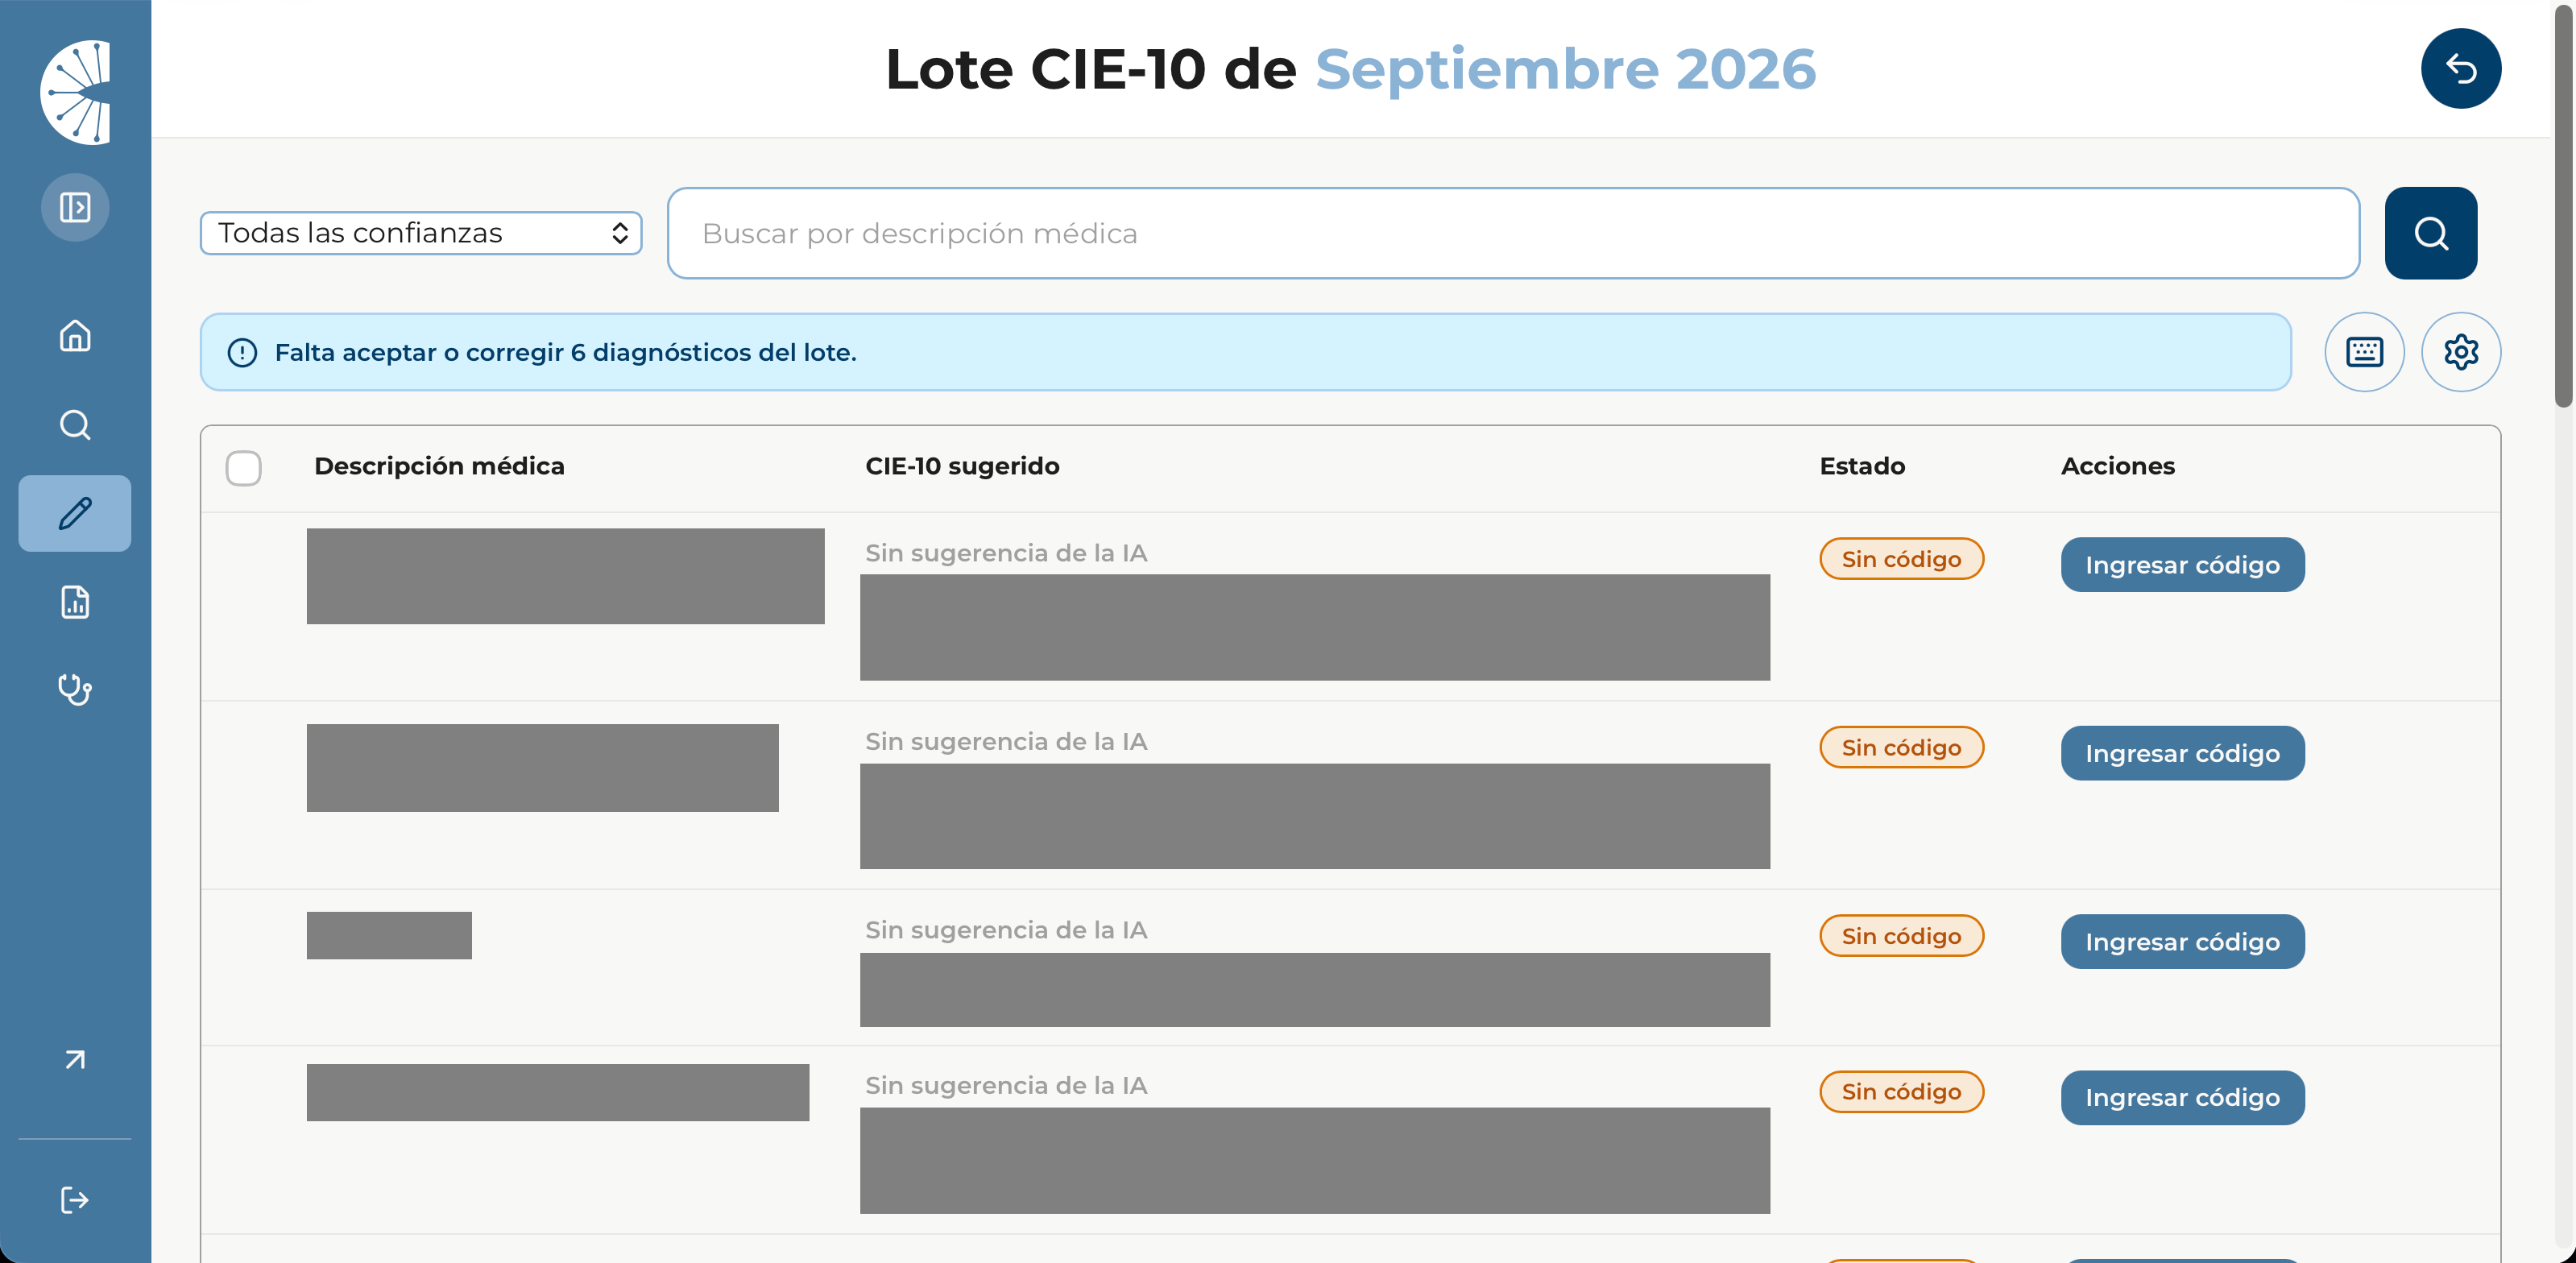 Lote CIE-10 de Septiembre 2026
Todas las confianzas
Buscar por descripción médica
Falta aceptar o corregir 6 diagnósticos del lote.
Descripción médica CIE-10 sugerido Estado Acciones
Sin sugerencia de la IA Sin código Ingresar código
Sin sugerencia de la IA Sin código Ingresar código
Sin sugerencia de la IA Sin código Ingresar código
Sin sugerencia de la IA Sin código Ingresar código